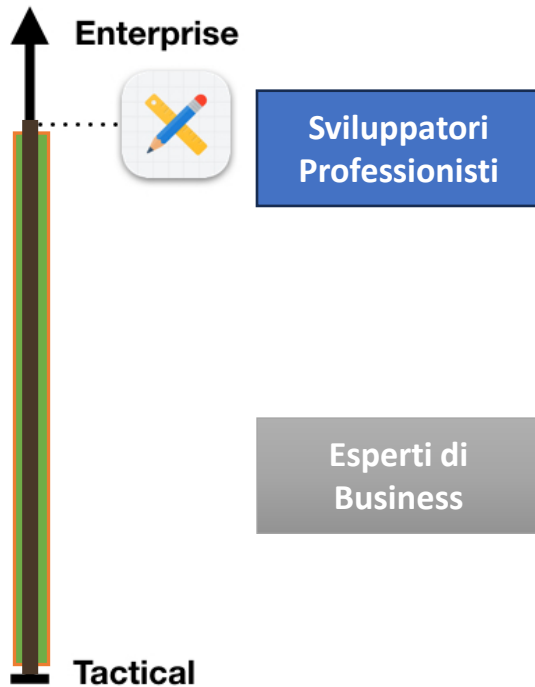 Enterprise
Sviluppatori
Professionisti
Esperti di
Business
Tactical